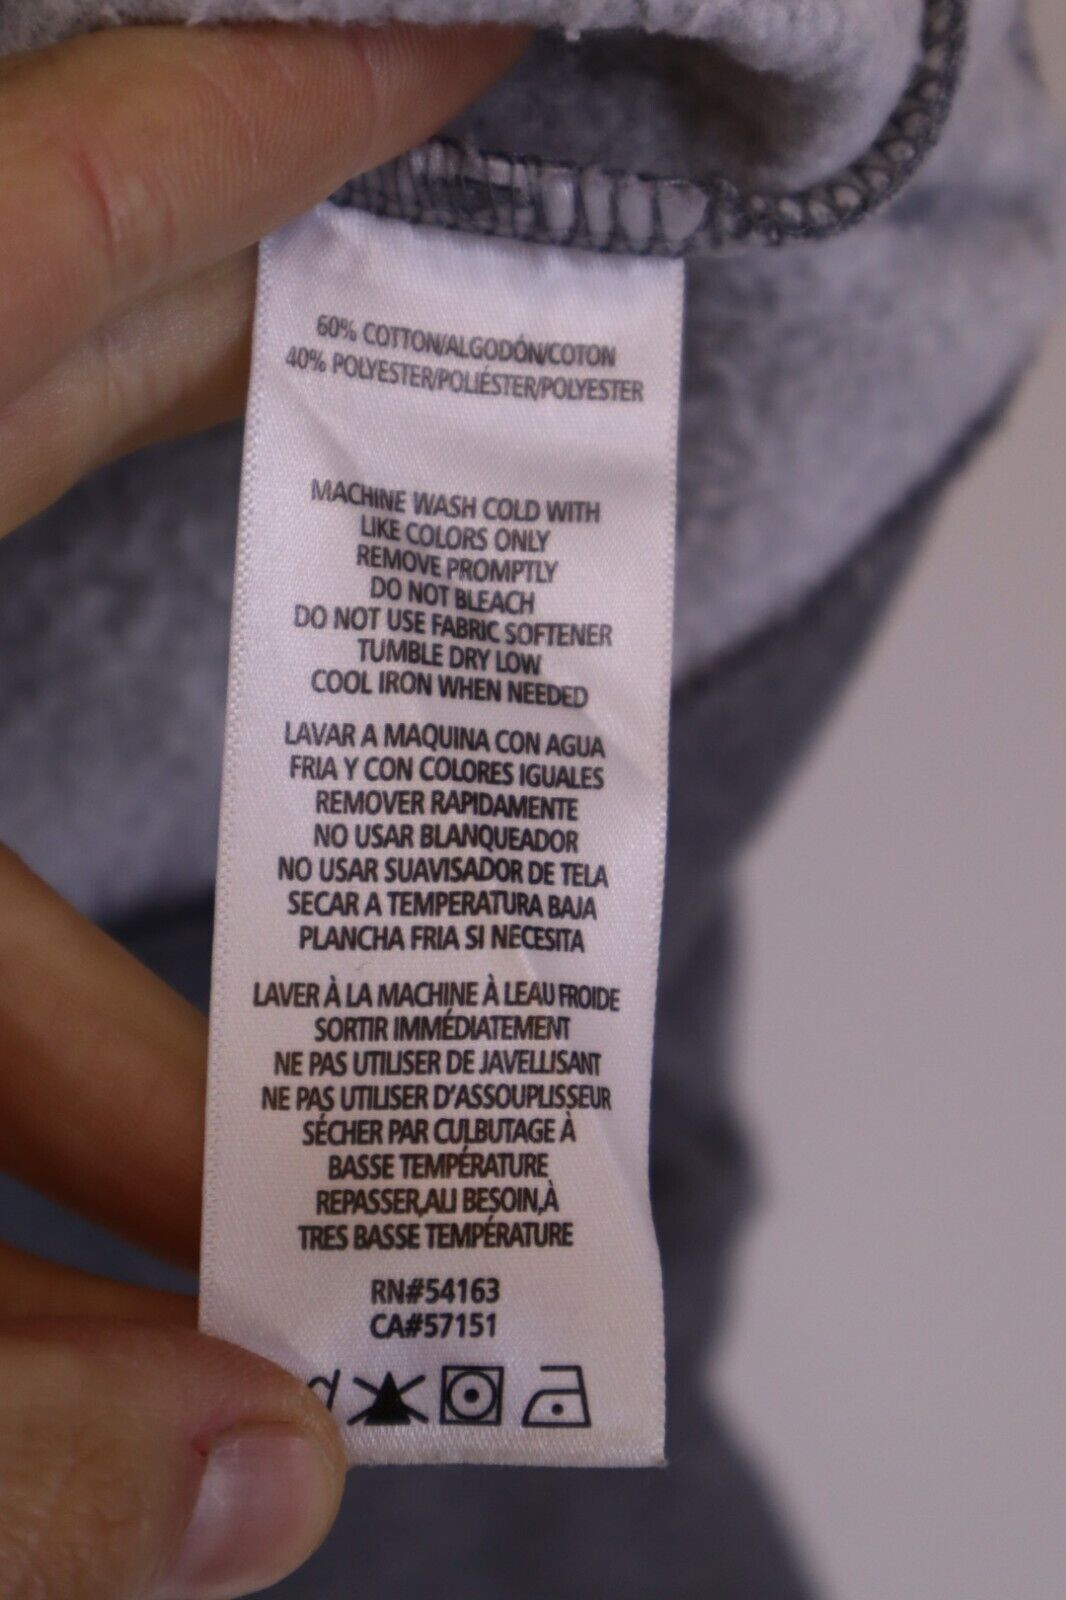 60% COTTON/ALGODÓN/COTON
40% POLYESTER/POLIÉSTER/POLYESTER
MACHINE WASH COLD WITH
LIKE COLORS ONLY
REMOVE PROMPTLY
DO NOT BLEACH
DO NOT USE FABRIC SOFTENER
TUMBLE DRY LOW
COOL IRON WHEN NEEDED
LAVAR A MAQUINA CON AGUA
FRIA Y CON COLORES IGUALES
REMOVER RAPIDAMENTE
NO USAR BLANQUEADOR
NO USAR SUAVISADOR DE TELA
SECAR A TEMPERATURA BAJA
PLANCHA FRIA SI NECESITA
LAVER À LA MACHINE À LEAU FROIDE
SORTIR IMMÉDIATEMENT
NE PAS UTILISER DE JAVELLISANT
NE PAS UTILISER D'ASSOUPLISSEUR
SÉCHER PAR CULBUTAGE À
BASSE TEMPÉRATURE
REPASSER,ALI BESOIN,À
TRES BASSE TEMPÉRATURE
RN#54163
CA#57151